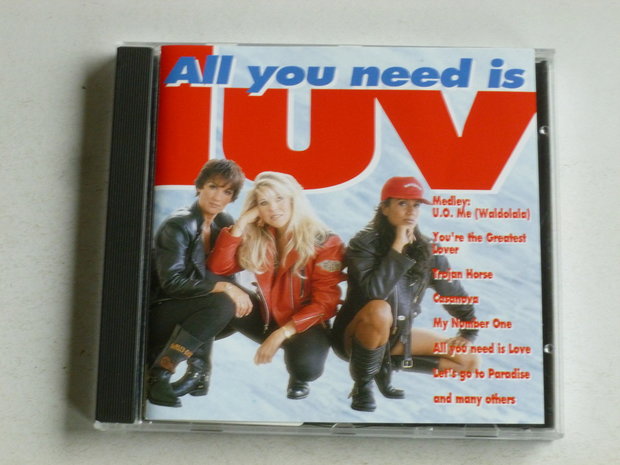 All you need is
luv
Medley:
U.O. Me (Waldolala)
You're the Greatest
Lover
Trojan Horse
Casanova
My Number One
All you need is Love
Let's go to Paradise
and many others